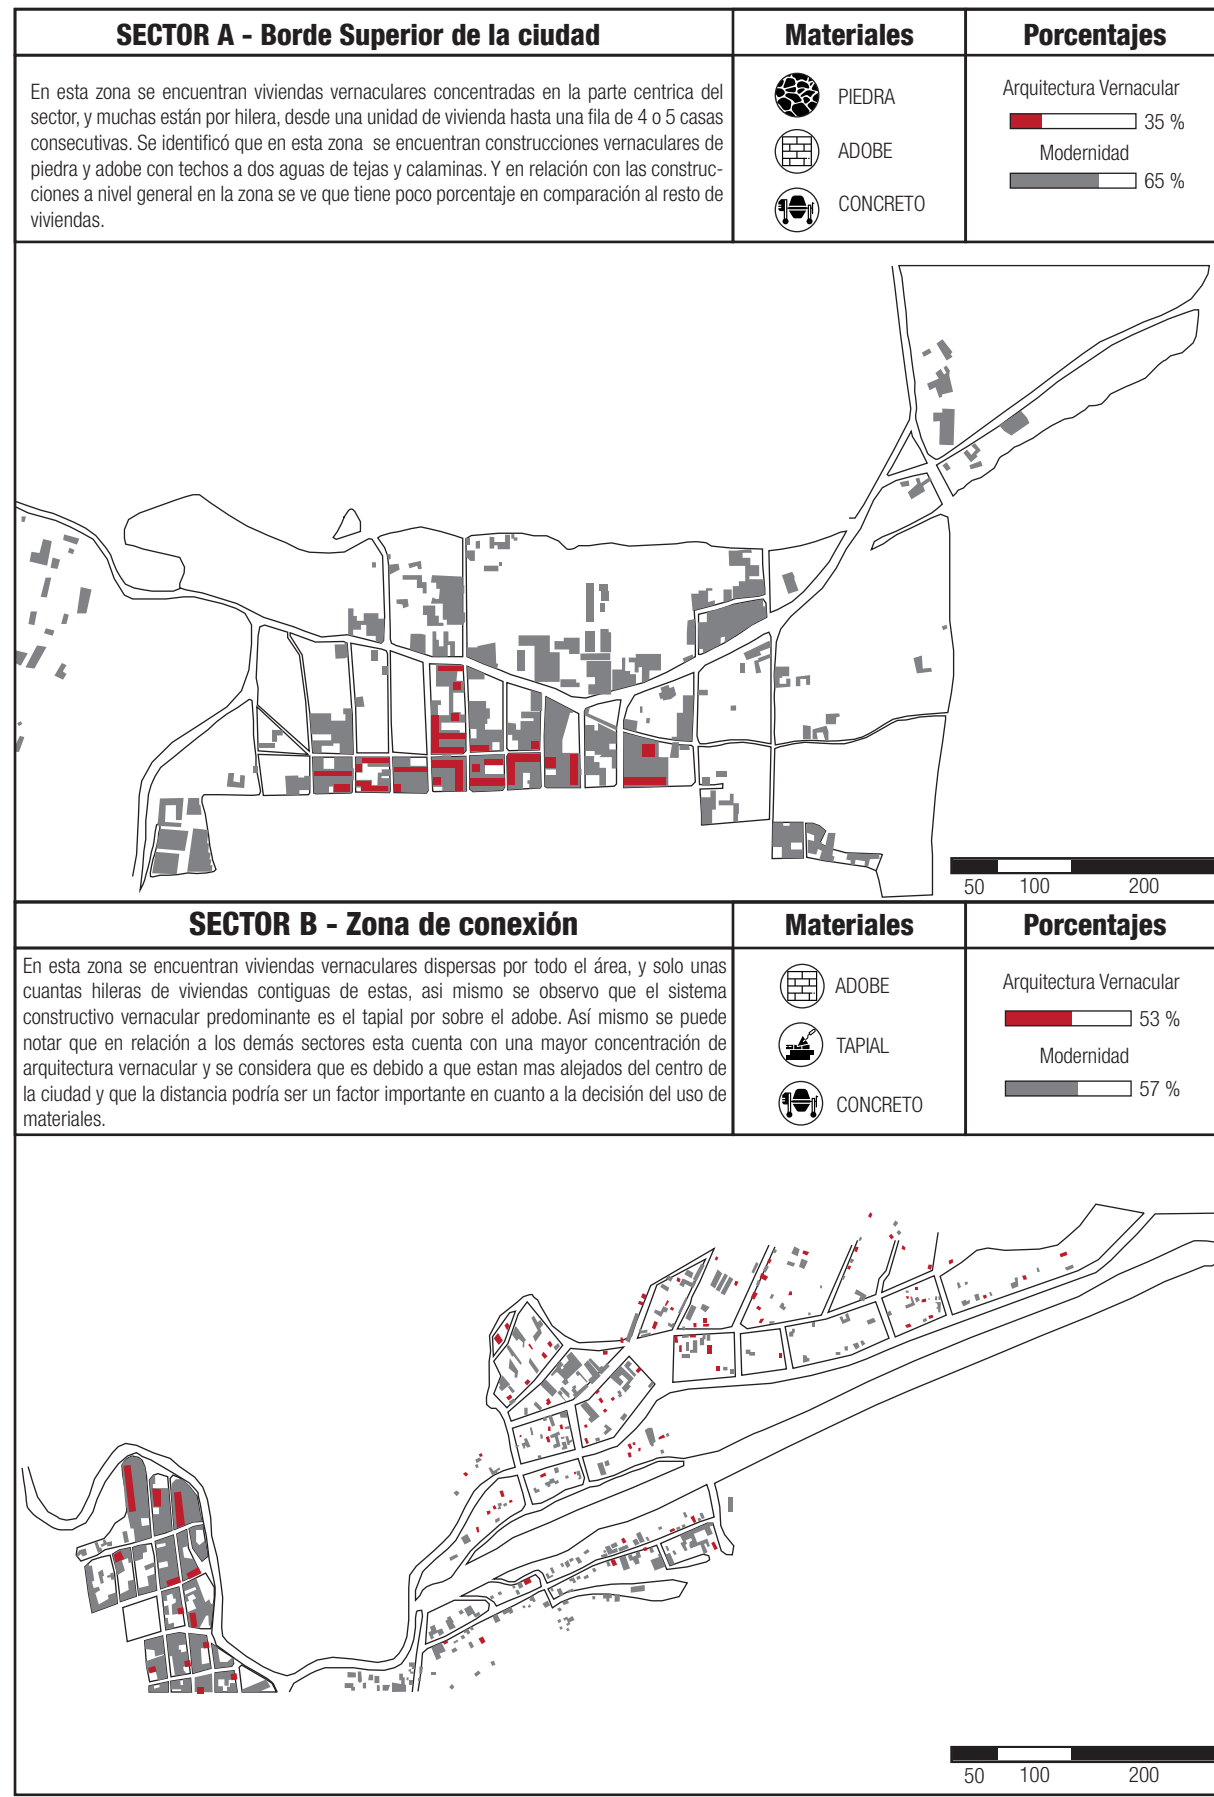 SECTOR A - Borde Superior de la ciudad
Materiales
Porcentajes
En esta zona se encuentran viviendas vernaculares concentradas en la parte centrica del
sector, y muchas están por hilera, desde una unidad de vivienda hasta una fila de 4 o 5 casas
consecutivas. Se identificó que en esta zona se encuentran construcciones vernaculares de
piedra y adobe con techos a dos aguas de tejas y calaminas. Y en relación con las construc-
ciones a nivel general en la zona se ve que tiene poco porcentaje en comparación al resto de
viviendas.
PIEDRA
ADOBE
CONCRETO
Arquitectura Vernacular
35 %
Modernidad
65 %
50 100 200
SECTOR B - Zona de conexión
Materiales
Porcentajes
En esta zona se encuentran viviendas vernaculares dispersas por todo el área, y solo unas
cuantas hileras de viviendas contiguas de estas, asi mismo se observo que el sistema
constructivo vernacular predominante es el tapial por sobre el adobe. Así mismo se puede
notar que en relación a los demás sectores esta cuenta con una mayor concentración de
arquitectura vernacular y se considera que es debido a que estan mas alejados del centro de
la ciudad y que la distancia podría ser un factor importante en cuanto a la decisión del uso de
materiales.
ADOBE
TAPIAL
CONCRETO
Arquitectura Vernacular
53 %
Modernidad
57 %
50 100 200